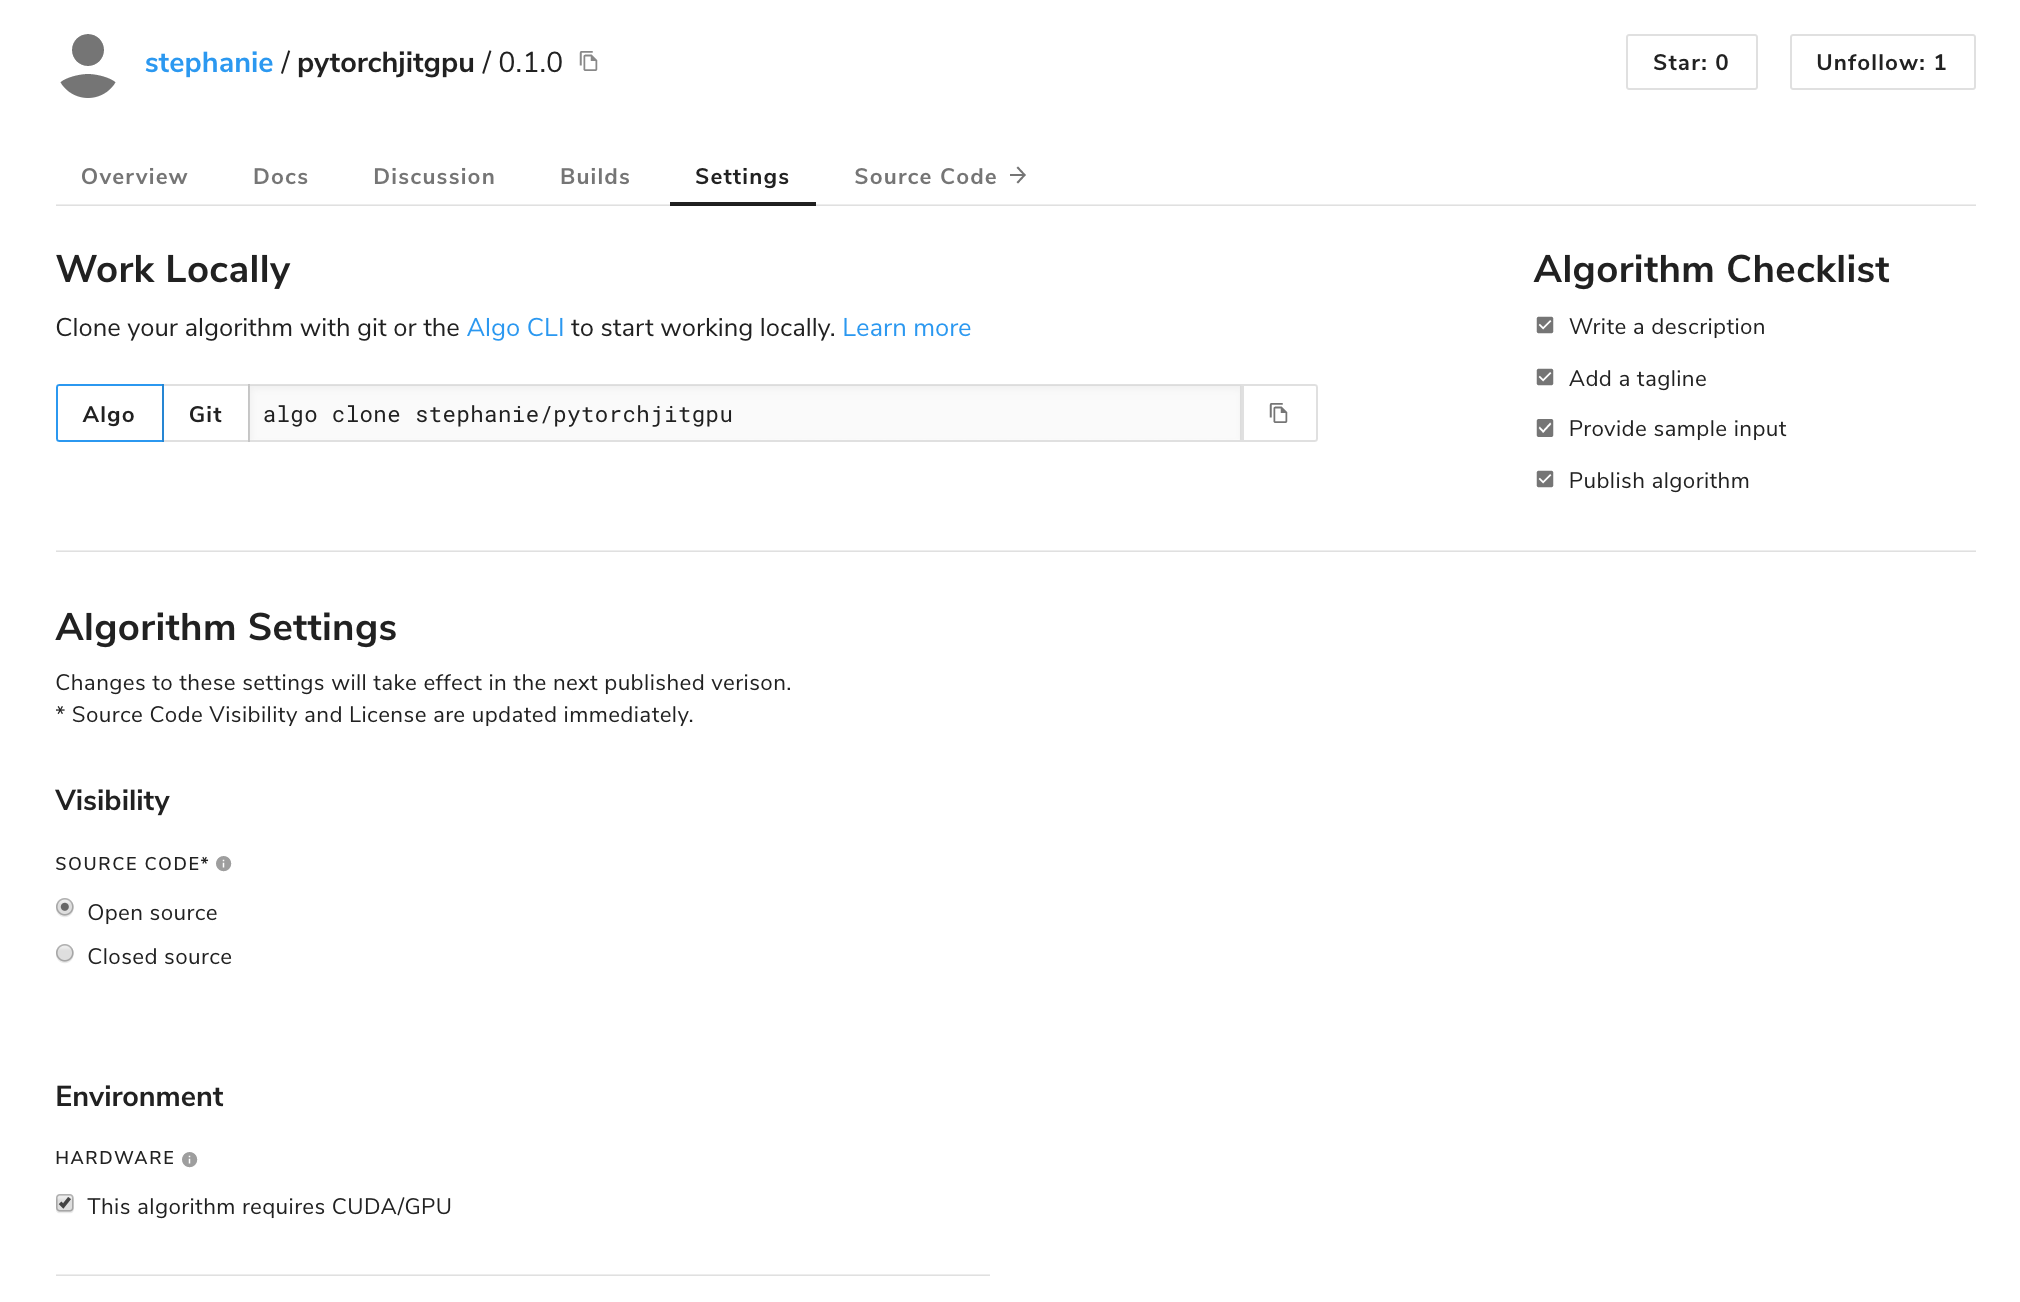 stephanie / pytorchjitgpu / 0.1.0
Star: 0
Unfollow: 1
Overview
Docs
Discussion
Builds
Settings
Source Code →
Work Locally
Clone your algorithm with git or the Algo CLI to start working locally. Learn more
Algo
Git
algo clone stephanie/pytorchjitgpu
Algorithm Checklist
Write a description
Add a tagline
Provide sample input
Publish algorithm
Algorithm Settings
Changes to these settings will take effect in the next published verison.
* Source Code Visibility and License are updated immediately.
Visibility
SOURCE CODE*
Open source
Closed source
Environment
HARDWARE
This algorithm requires CUDA/GPU